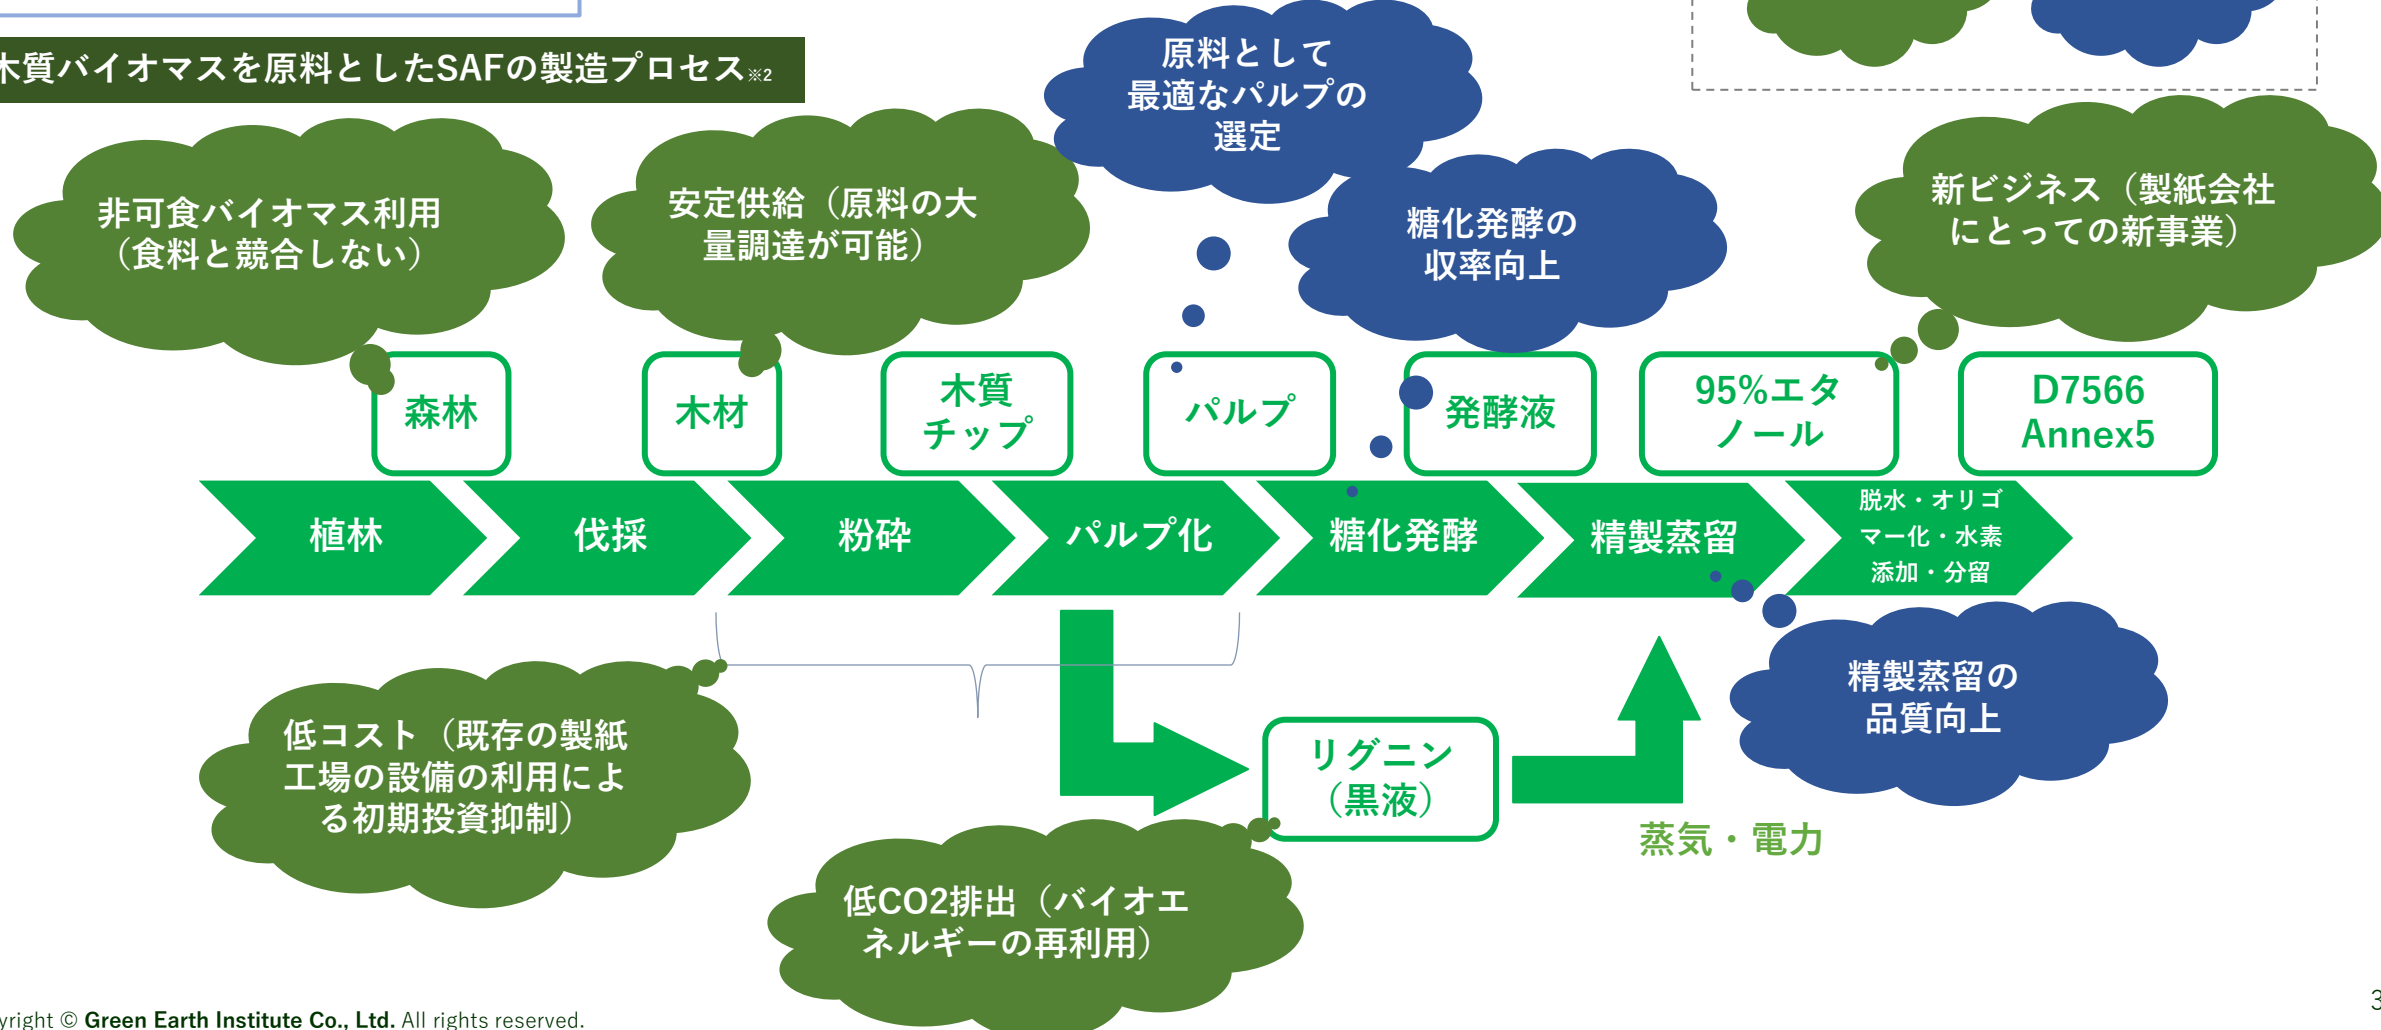 木質バイオマスを原料としたSAFの製造プロセス※2
原料として
最適なパルプの
選定
非可食バイオマス利用
（食料と競合しない）
安定供給（原料の大
量調達が可能）
糖化発酵の
収率向上
新ビジネス（製紙会社
にとっての新事業）
森林
木材
木質
チップ
パルプ
発酵液
95%エタ
ノール
D7566
Annex5
植林
伐採
粉砕
パルプ化
糖化発酵
精製蒸留
脱水・オリゴ
マー化・水素
添加・分留
低コスト（既存の製紙
工場の設備の利用によ
る初期投資抑制）
リグニン
（黒液）
精製蒸留の
品質向上
蒸気・電力
低CO2排出（バイオエ
ネルギーの再利用）
yright © Green Earth Institute Co., Ltd. All rights reserved.
3